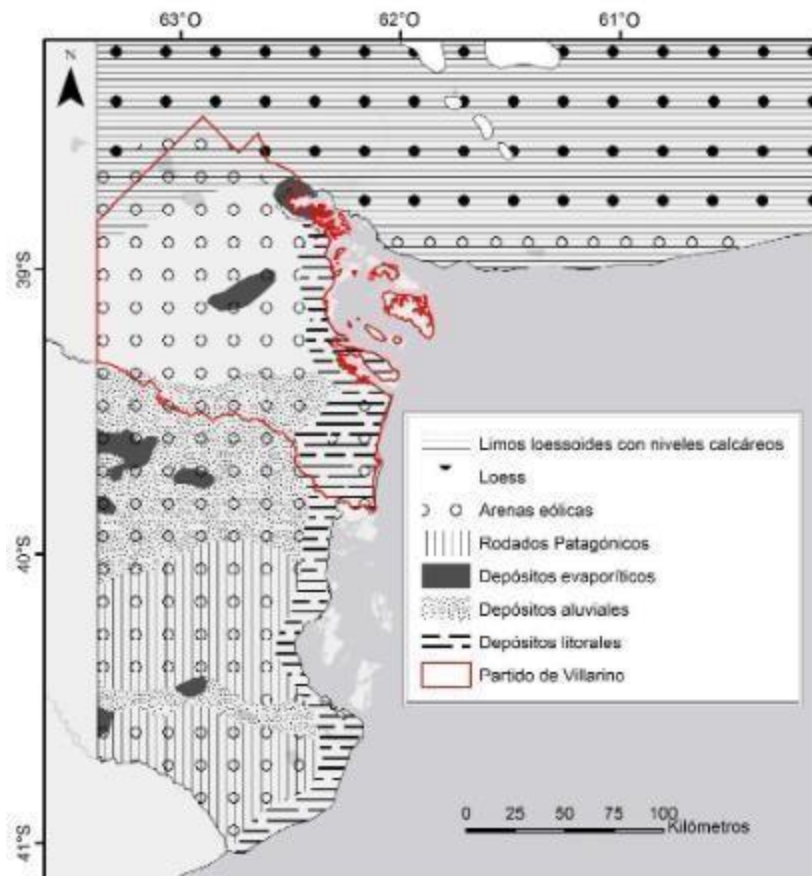 63°O 62°O 61°O
N
39°S
40°S
41°S
Limos loessoides con niveles calcáreos
Loess
Arenas eólicas
Rodados Patagónicos
Depósitos evaporíticos
Depósitos aluviales
Depósitos litorales
Partido de Villarino
0 25 50 75 100
Kilómetros